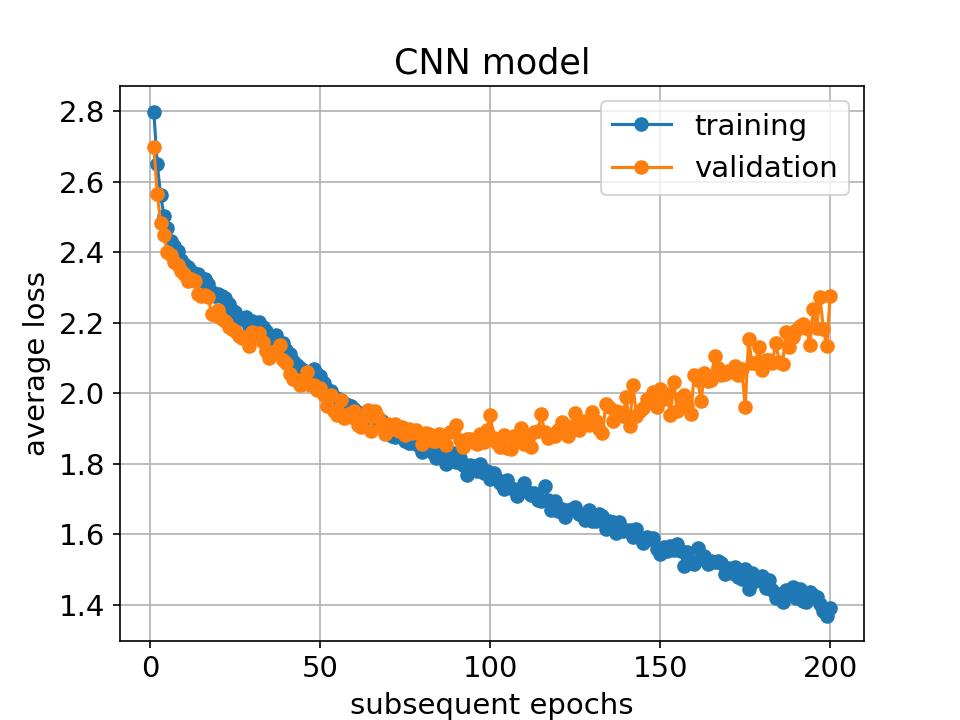 CNN model
training
validation
average loss
2.8
2.6
2.4
2.2
2.0
1.8
1.6
1.4
0
50
100
150
200
subsequent epochs